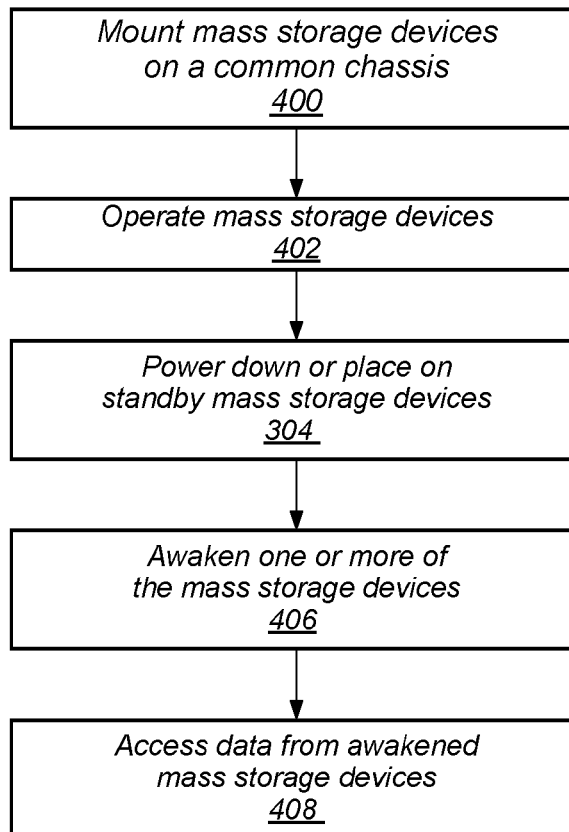 Mount mass storage devices
on a common chassis
400
Operate mass storage devices
402
Power down or place on
standby mass storage devices
304
Awaken one or more of
the mass storage devices
406
Access data from awakened
mass storage devices
408